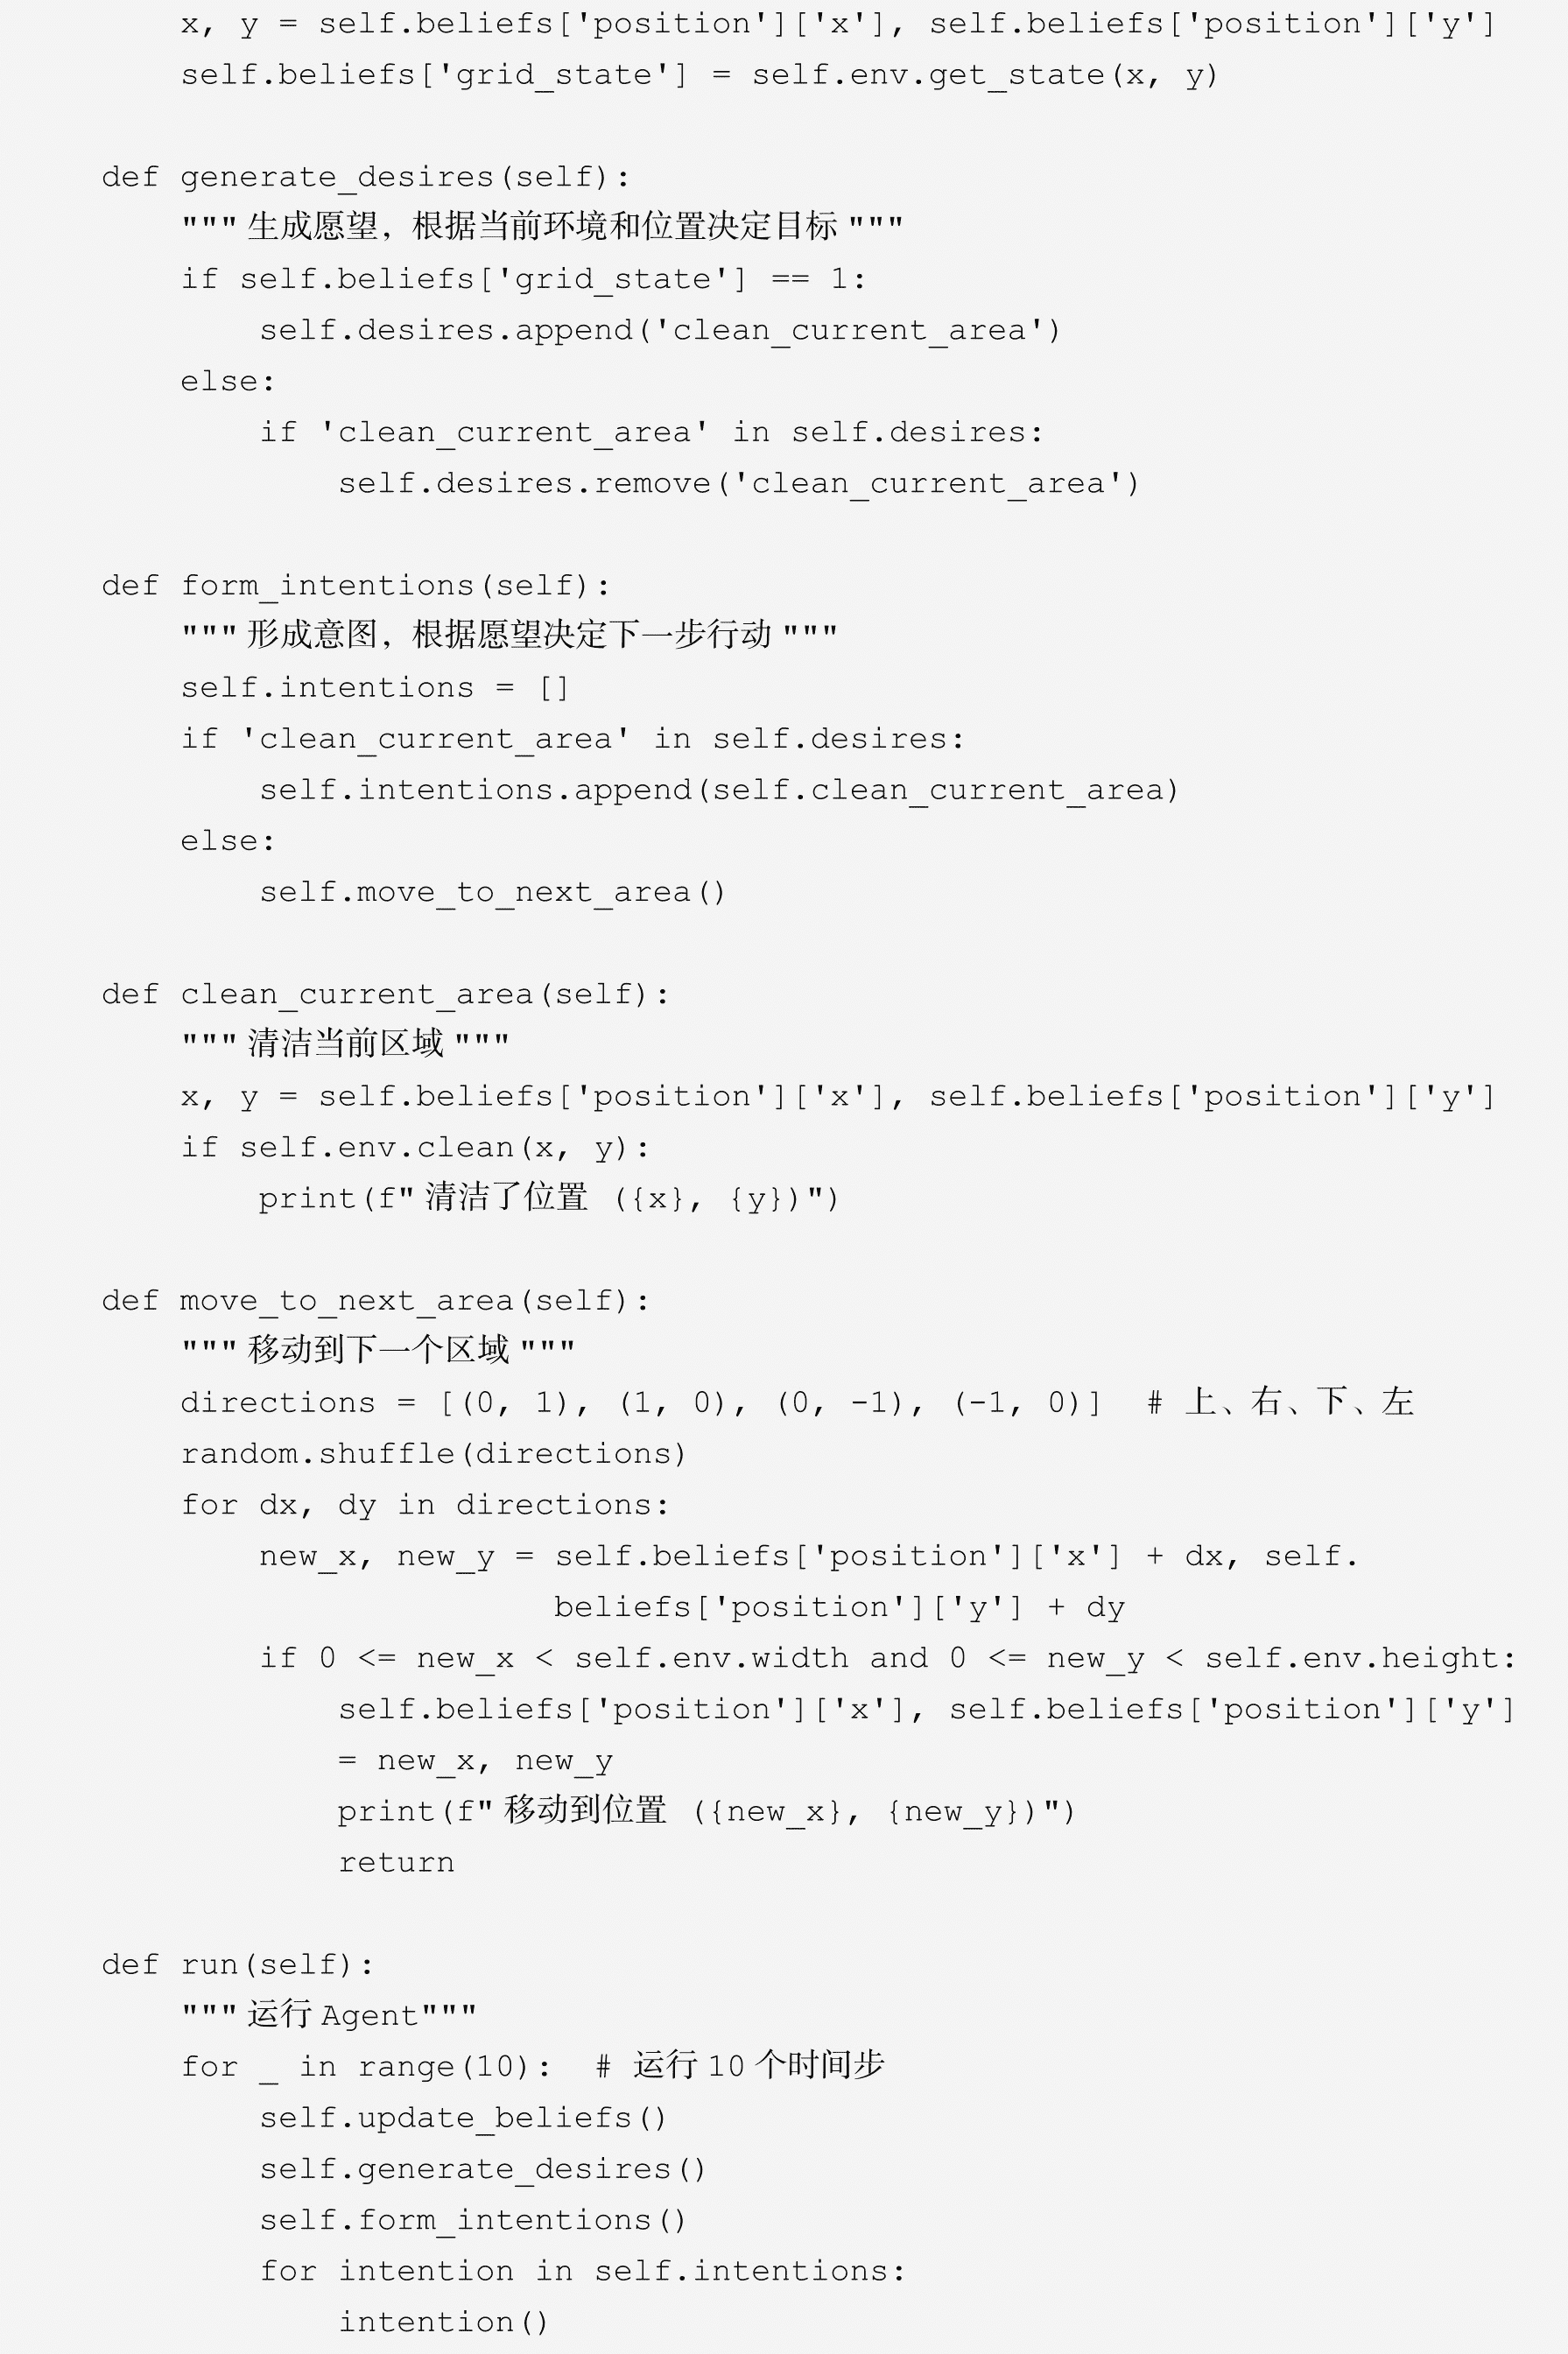 x, y = self.beliefs['position']['x'], self.beliefs['position']['y']
self.beliefs['grid_state'] = self.env.get_state(x, y)
def generate_desires(self):
""" 生成愿望, 根据当前环境和位置决定目标 """
if self.beliefs['grid_state'] == 1:
self.desires.append('clean_current_area')
else:
if 'clean_current_area' in self.desires:
self.desires.remove('clean_current_area')
def form_intentions(self):
""" 形成意图, 根据愿望决定下一步行动 """
self.intentions = []
if 'clean_current_area' in self.desires:
self.intentions.append(self.clean_current_area)
else:
self.move_to_next_area()
def clean_current_area(self):
""" 清洁当前区域 """
x, y = self.beliefs['position']['x'], self.beliefs['position']['y']
if self.env.clean(x, y):
print(f" 清洁了位置 ({x}, {y})")
def move_to_next_area(self):
""" 移动到下一个区域 """
directions = [(0, 1), (1, 0), (0, -1), (-1, 0)]  # 上、右、下、左
random.shuffle(directions)
for dx, dy in directions:
new_x, new_y = self.beliefs['position']['x'] + dx, self.
beliefs['position']['y'] + dy
if 0 <= new_x < self.env.width and 0 <= new_y < self.env.height:
self.beliefs['position']['x'], self.beliefs['position']['y']
= new_x, new_y
print(f" 移动到位置 ({new_x}, {new_y})")
return
def run(self):
""" 运行 Agent"""
for _ in range(10):  # 运行 10 个时间步
self.update_beliefs()
self.generate_desires()
self.form_intentions()
for intention in self.intentions:
intention()